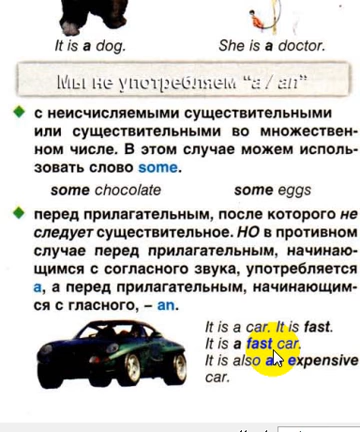 It is a dog.
She is a doctor.
Мы не употребляем “a / an”
с неисчисляемыми существительными
или существительными во множествен-
ном числе. В этом случае можем исполь-
зовать слово some.
some chocolate
some eggs
перед прилагательным, после которого не
следует существительное. НО в противном
случае перед прилагательным, начинаю-
щимся с согласного звука, употребляется
a, а перед прилагательным, начинающим-
ся с гласного, – an.
It is a car. It is fast.
It is a fast car.
It is also an expensive
car.